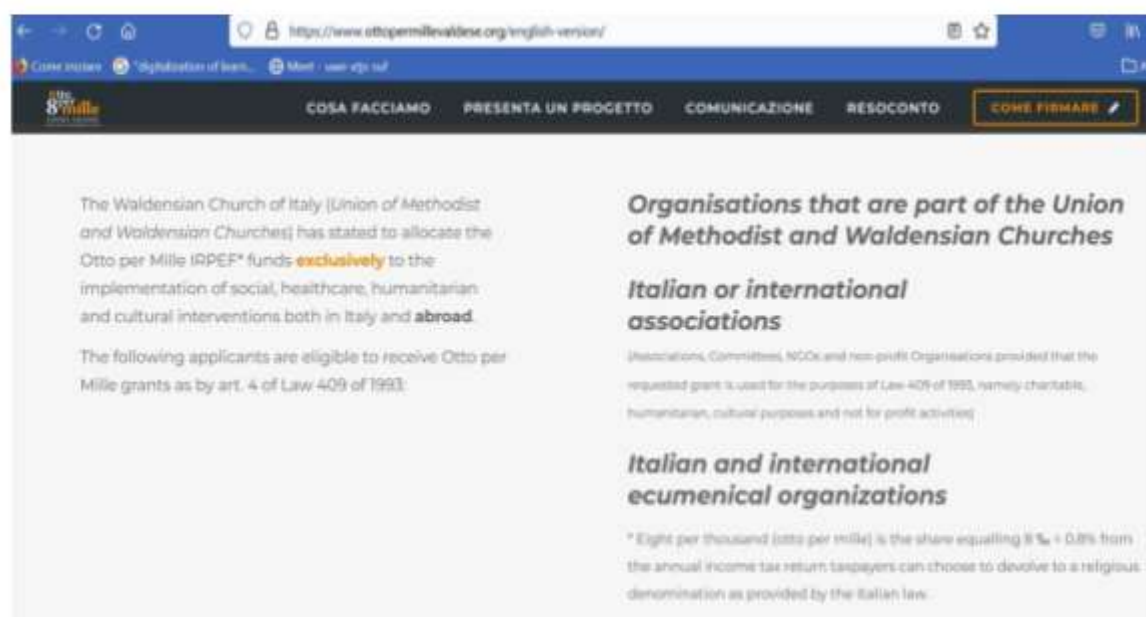 https://www.ottopermillevaldese.org/english-version/
Come iniziare "digitalization of learn...
8 per mille
COSA FACCIAMO PRESENTA UN PROGETTO COMUNICAZIONE RESOCONTO COME FIRMARE
The Waldensian Church of Italy (Union of Methodist
and Waldensian Churches) has stated to allocate the
Otto per Mille IRPEF* funds exclusively to the
implementation of social, healthcare, humanitarian
and cultural interventions both in Italy and abroad.
The following applicants are eligible to receive Otto per
Mille grants as by art. 4 of Law 409 of 1993:
Organisations that are part of the Union
of Methodist and Waldensian Churches
Italian or international
associations
(Associations, Committees, NGOs and non-profit Organisations provided that the
requested grant is used for the purposes of Law 409 of 1993, namely charitable,
humanitarian, cultural purposes and not for profit activities)
Italian and international
ecumenical organizations
* Eight per thousand (otto per mille) is the share equalling 8 ‰ = 0.8% from
the annual income tax return taxpayers can choose to devolve to a religious
denomination as provided by the Italian law.